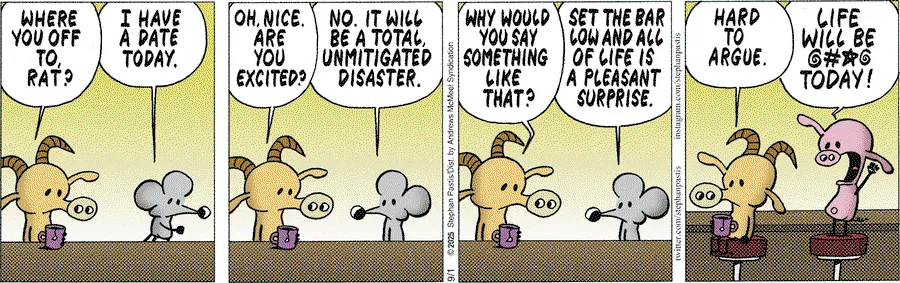 WHERE
YOU OFF
TO,
RAT?
I HAVE
A DATE
TODAY.
OH, NICE.
ARE
YOU
EXCITED?
NO. IT WILL
BE A TOTAL,
UNMITIGATED
DISASTER.
9/1 © 2025 Stephan Pastis/Dist. by Andrews McMeel Syndication
WHY WOULD
YOU SAY
SOMETHING
LIKE
THAT?
SET THE BAR
LOW AND ALL
OF LIFE IS
A PLEASANT
SURPRISE.
twitter.com/stephanpastis instagram.com/stephanpastis
HARD
TO
ARGUE.
LIFE
WILL BE
@#★@
TODAY!